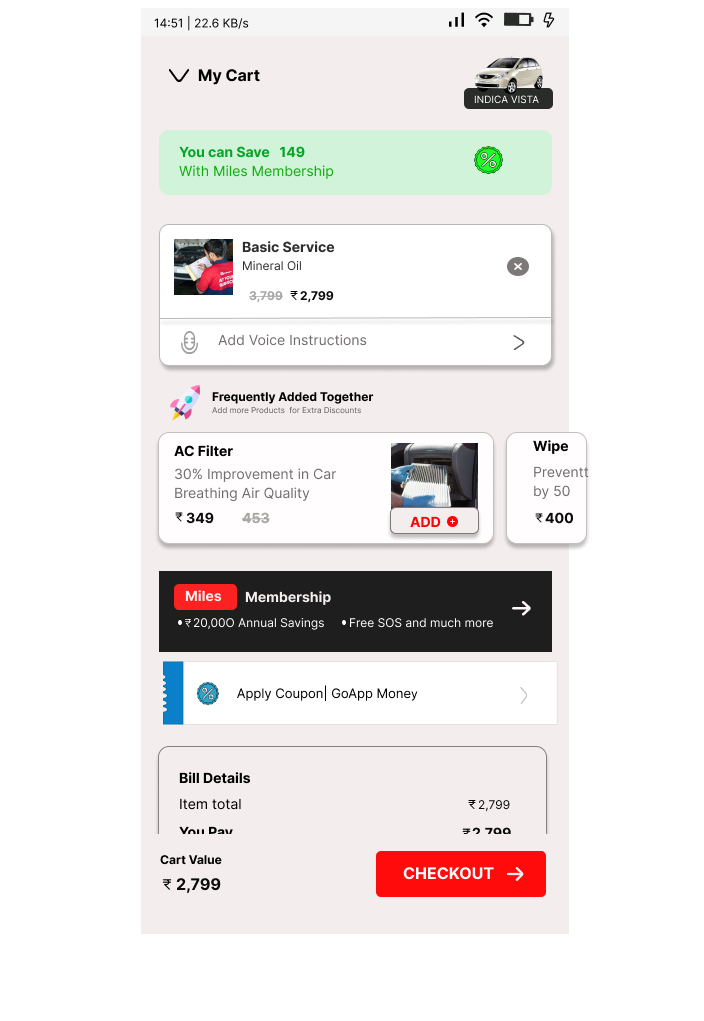 14:51 | 22.6 KB/s
My Cart
INDICA VISTA
You can Save 149
With Miles Membership
Basic Service
Mineral Oil
3,799 ₹ 2,799
Add Voice Instructions
Frequently Added Together
Add more Products for Extra Discounts
AC Filter
30% Improvement in Car
Breathing Air Quality
₹ 349 453
ADD
Wipe
Preventt
by 50
₹ 400
Miles Membership
• ₹ 20,00O Annual Savings • Free SOS and much more
Apply Coupon| GoApp Money
Bill Details
Item total ₹ 2,799
You Pay ₹ 2,799
Cart Value
₹ 2,799
CHECKOUT